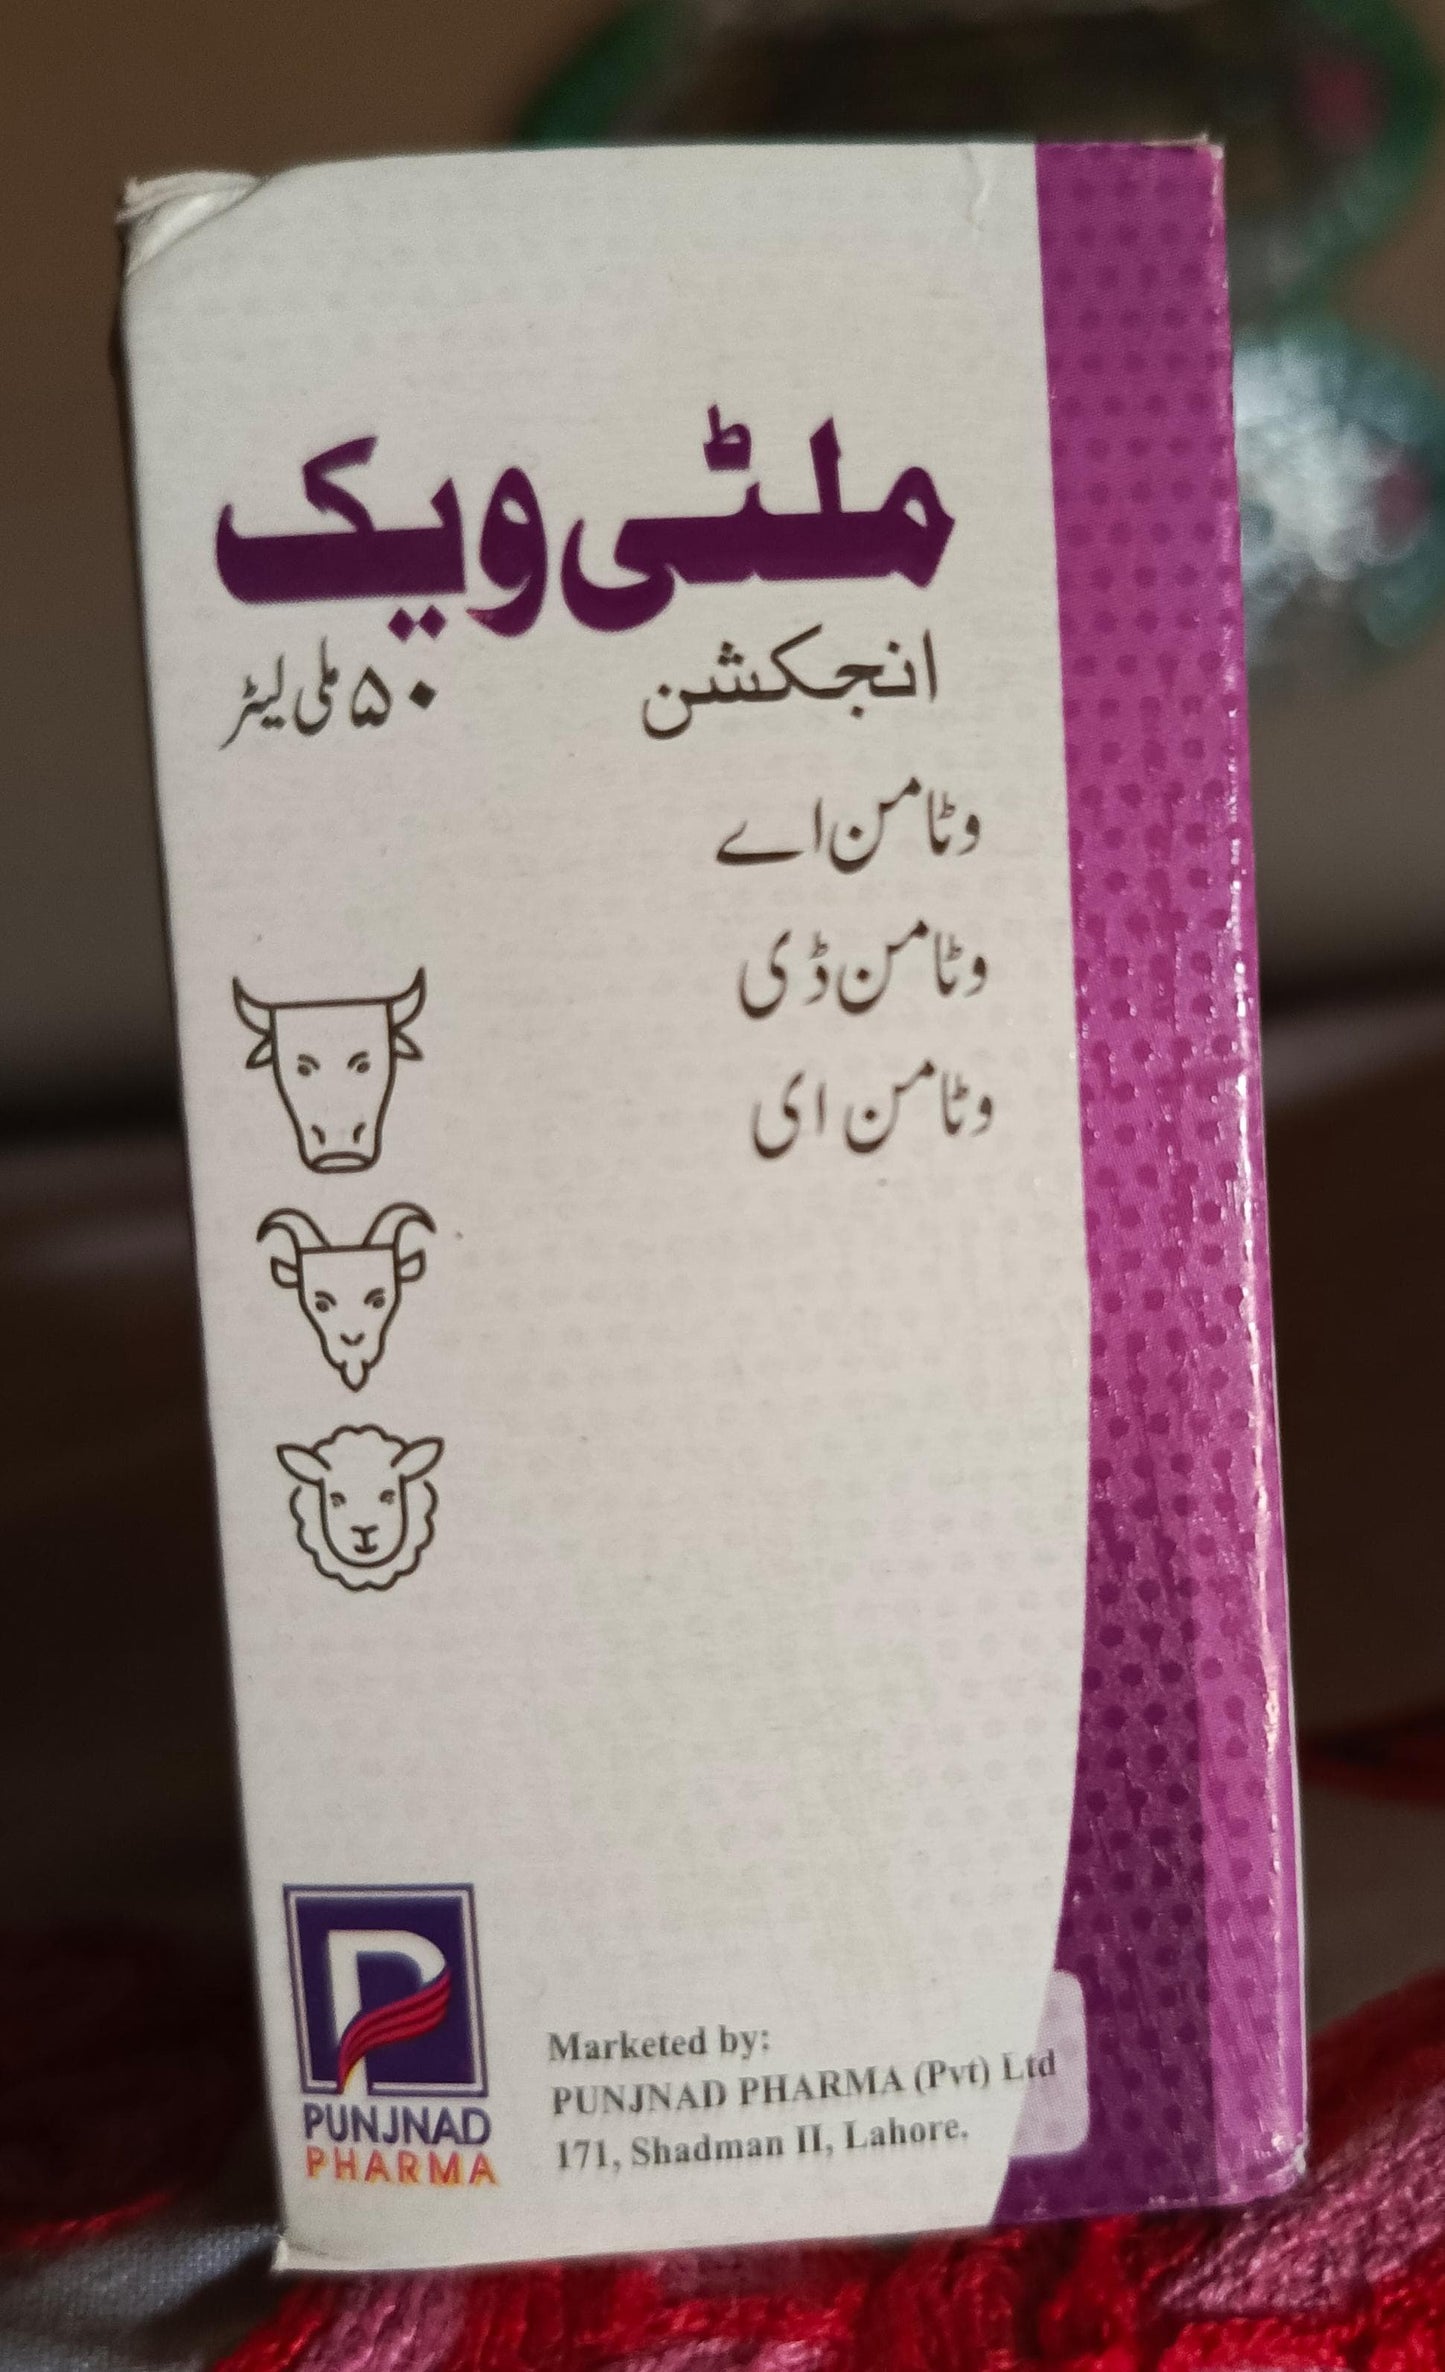 ملٹی ویک
انجکشن ۵۰ ملی لیٹر
وٹامن اے
وٹامن ڈی
وٹامن ای
PUNJNAD
PHARMA
Marketed by:
PUNJNAD PHARMA (Pvt) Ltd
171, Shadman II, Lahore.